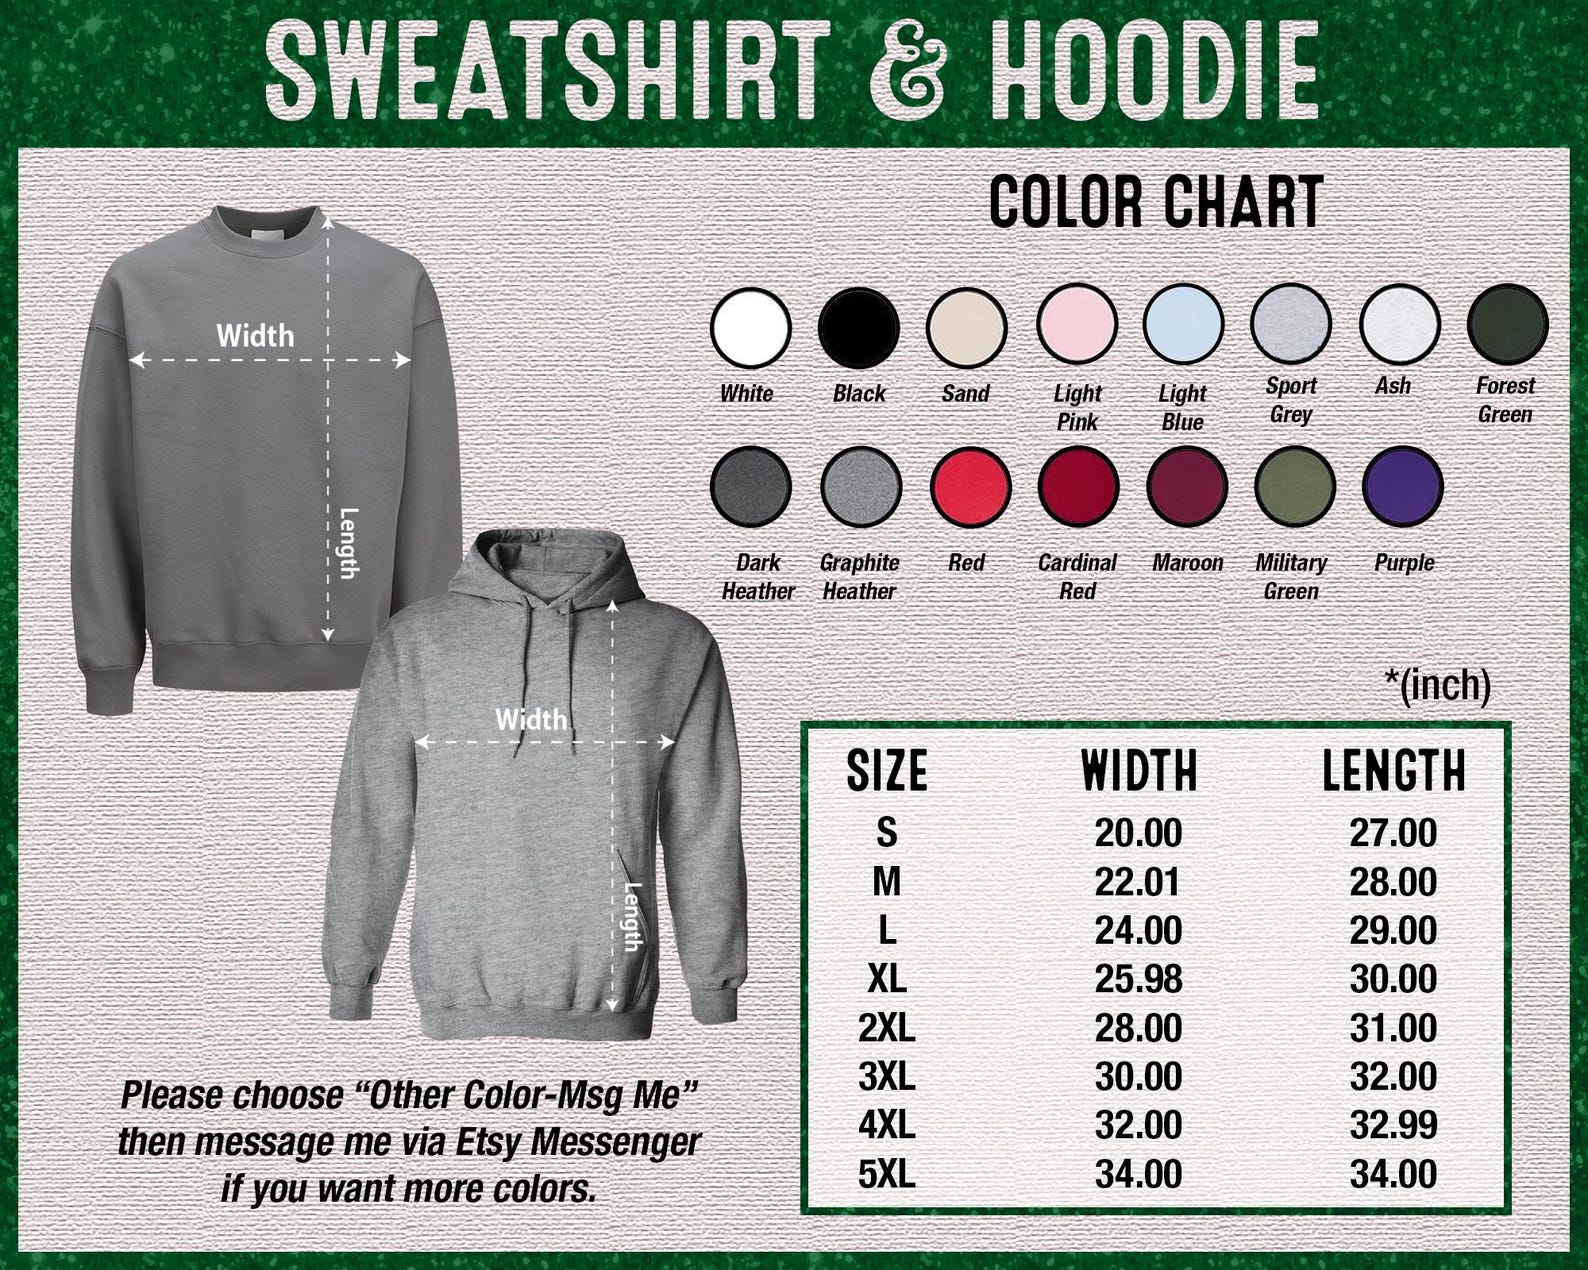 SWEATSHIRT & HOODIE
COLOR CHART
White Black Sand Light Pink Light Blue Sport Grey Ash Forest Green
Dark Heather Graphite Heather Red Cardinal Red Maroon Military Green Purple
Width
Length
Width
Length
*(inch)
SIZE WIDTH LENGTH
S 20.00 27.00
M 22.01 28.00
L 24.00 29.00
XL 25.98 30.00
2XL 28.00 31.00
3XL 30.00 32.00
4XL 32.00 32.99
5XL 34.00 34.00
Please choose “Other Color-Msg Me”
then message me via Etsy Messenger
if you want more colors.